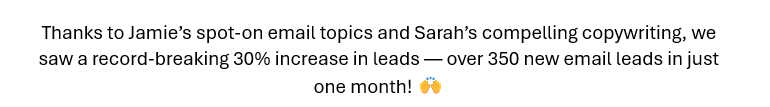 Thanks to Jamie’s spot-on email topics and Sarah’s compelling copywriting, we
saw a record-breaking 30% increase in leads — over 350 new email leads in just
one month! 🙌